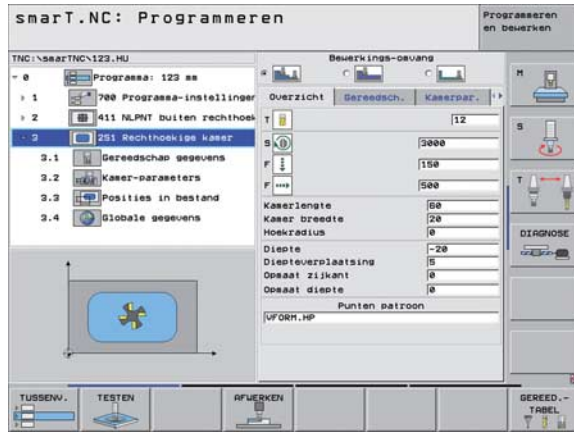 smarT.NC: Programmeren
Programmeren
en bewerken
TNC:\smarTNC\123.HU
0 Programma: 123 mm
1 700 Programma-instellinger
2 411 NLPNT buiten rechthoek
3 251 Rechthoekige kamer
3.1 Gereedschap gegevens
3.2 Kamer-parameters
3.3 Posities in bestand
3.4 Globale gegevens
Bewerkings-omvang
Overzicht Gereedsch. Kamerpar.
T 12
S 3000
F 150
F 500
Kamerlengte 60
Kamer breedte 20
Hoekradius 0
Diepte -20
Diepteverplaatsing 5
Opmaat zijkant 0
Opmaat diepte 0
Punten patroon
VFORM.HP
M
S
T
DIAGNOSE
TUSSENV.
TESTEN
AFWERKEN
GEREED.-
TABEL